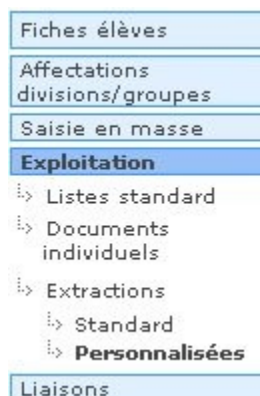 Fiches élèves
Affectations
divisions/groupes
Saisie en masse
Exploitation
Listes standard
Documents
individuels
Extractions
Standard
Personnalisées
Liaisons